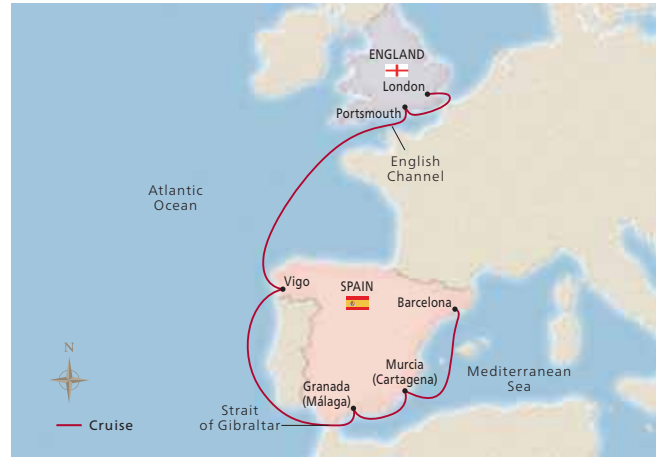 ENGLAND
London
Portsmouth
English
Channel
Atlantic
Ocean
Vigo
SPAIN
Barcelona
Murcia
(Cartagena)
Mediterranean
Sea
Granada
(Málaga)
Strait
of Gibraltar
N
Cruise